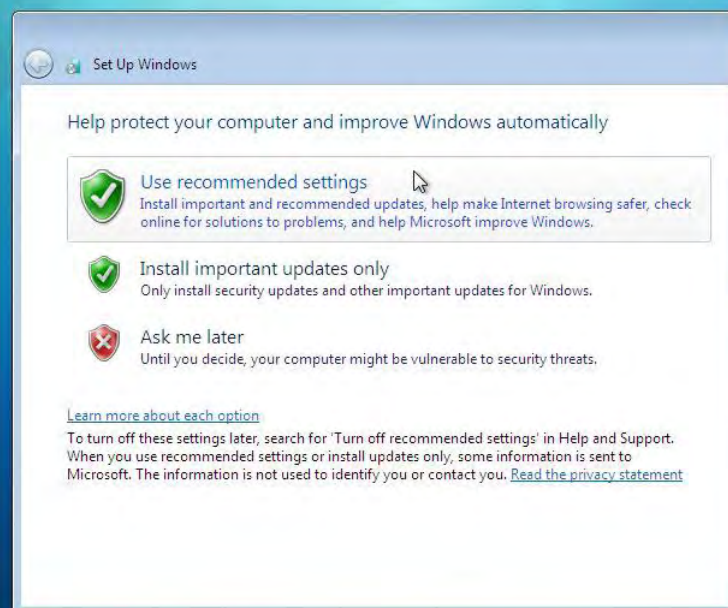 Set Up Windows
Help protect your computer and improve Windows automatically
Use recommended settings
Install important and recommended updates, help make Internet browsing safer, check
online for solutions to problems, and help Microsoft improve Windows.
Install important updates only
Only install security updates and other important updates for Windows.
Ask me later
Until you decide, your computer might be vulnerable to security threats.
Learn more about each option
To turn off these settings later, search for 'Turn off recommended settings' in Help and Support.
When you use recommended settings or install updates only, some information is sent to
Microsoft. The information is not used to identify you or contact you. Read the privacy statement